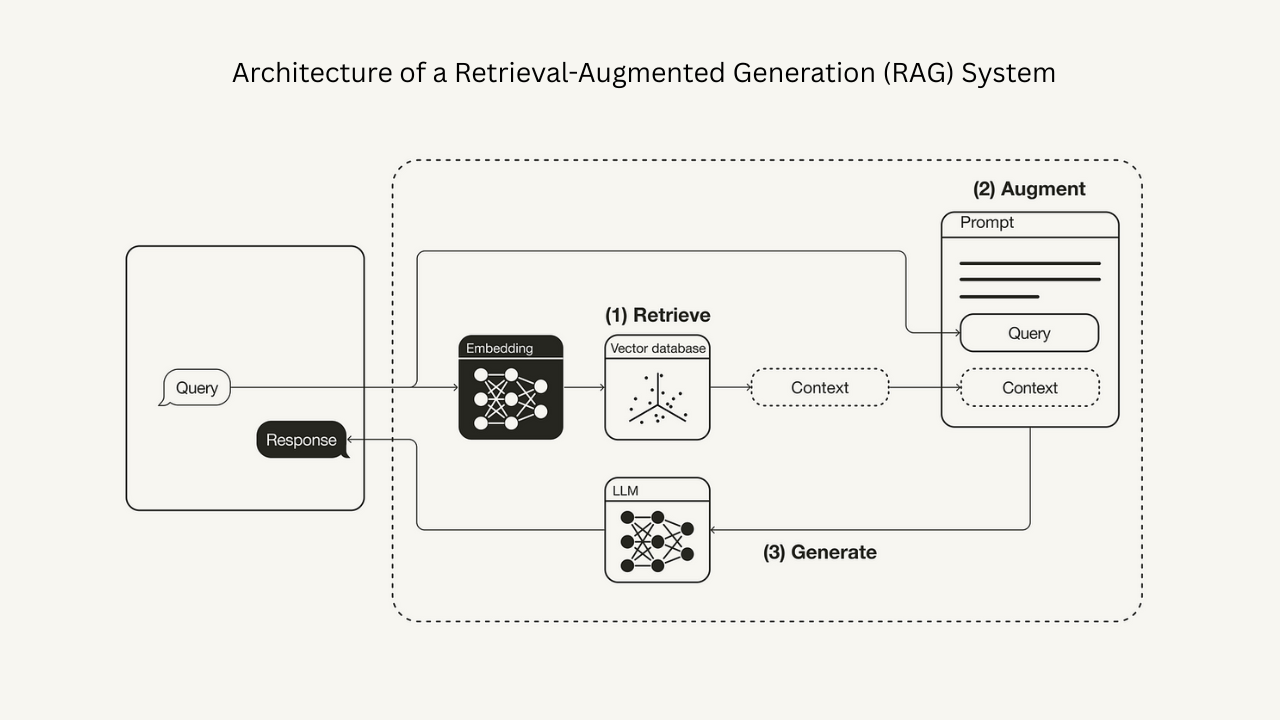 Architecture of a Retrieval-Augmented Generation (RAG) System
(2) Augment
Prompt
(1) Retrieve
Embedding
Vector database
Query
Query
Context
Context
Response
LLM
(3) Generate